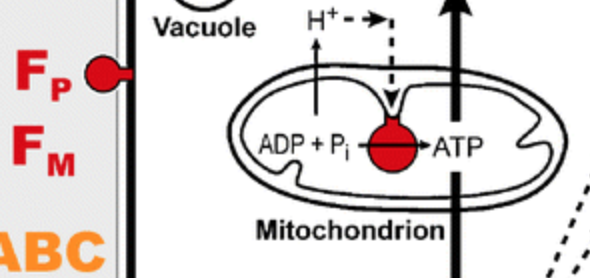 H+
Vacuole
FP
FM
ADP + Pi
ATP
Mitochondrion
ABC